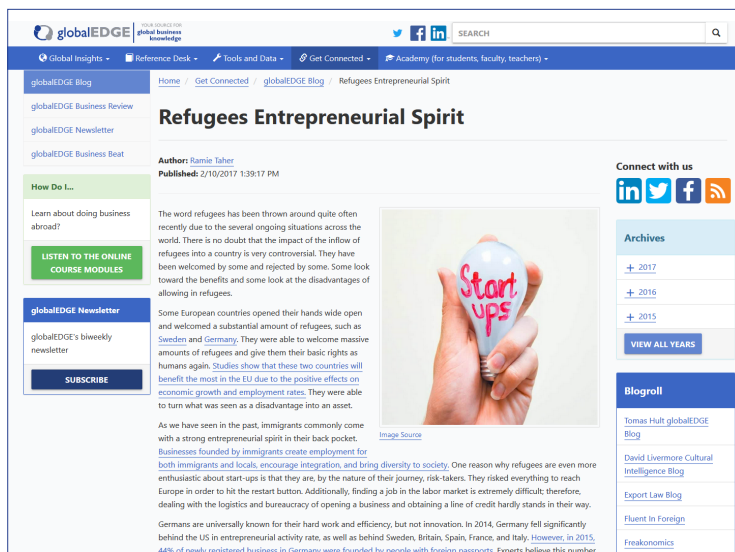 globalEDGE
YOUR SOURCE FOR
global business
knowledge
SEARCH
Global Insights
Reference Desk
Tools and Data
Get Connected
Academy (for students, faculty, teachers)
globalEDGE Blog
globalEDGE Business Review
globalEDGE Newsletter
globalEDGE Business Beat
How Do I...
Learn about doing business
abroad?
LISTEN TO THE ONLINE
COURSE MODULES
globalEDGE Newsletter
globalEDGE's biweekly
newsletter
SUBSCRIBE
Home / Get Connected / globalEDGE Blog / Refugees Entrepreneurial Spirit
Refugees Entrepreneurial Spirit
Author: Ramie Taher
Published: 2/10/2017 1:39:17 PM
The word refugees has been thrown around quite often
recently due to the several ongoing situations across the
world. There is no doubt that the impact of the inflow of
refugees into a country is very controversial. They have
been welcomed by some and rejected by some. Some look
toward the benefits and some look at the disadvantages of
allowing in refugees.
Some European countries opened their hands wide open
and welcomed a substantial amount of refugees, such as
Sweden and Germany. They were able to welcome massive
amounts of refugees and give them their basic rights as
humans again. Studies show that these two countries will
benefit the most in the EU due to the positive effects on
economic growth and employment rates. They were able
to turn what was seen as a disadvantage into an asset.
Start
ups
Image Source
As we have seen in the past, immigrants commonly come
with a strong entrepreneurial spirit in their back pocket.
Businesses founded by immigrants create employment for
both immigrants and locals, encourage integration, and bring diversity to society. One reason why refugees are even more
enthusiastic about start-ups is that they are, by the nature of their journey, risk-takers. They risked everything to reach
Europe in order to hit the restart button. Additionally, finding a job in the labor market is extremely difficult; therefore,
dealing with the logistics and bureaucracy of opening a business and obtaining a line of credit hardly stands in their way.
Germans are universally known for their hard work and efficiency, but not innovation. In 2014, Germany fell significantly
behind the US in entrepreneurial activity rate, as well as behind Sweden, Britain, Spain, France, and Italy. However, in 2015,
44% of newly registered business in Germany were founded by people with foreign passports. Experts believe this number
Connect with us
Archives
+ 2017
+ 2016
+ 2015
VIEW ALL YEARS
Blogroll
Tomas Hult globalEDGE
Blog
David Livermore Cultural
Intelligence Blog
Export Law Blog
Fluent In Foreign
Freakonomics